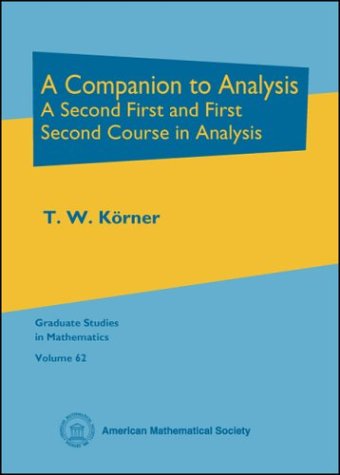 A Companion to Analysis
A Second First and First
Second Course in Analysis
T. W. Körner
Graduate Studies
in Mathematics
Volume 62
American Mathematical Society